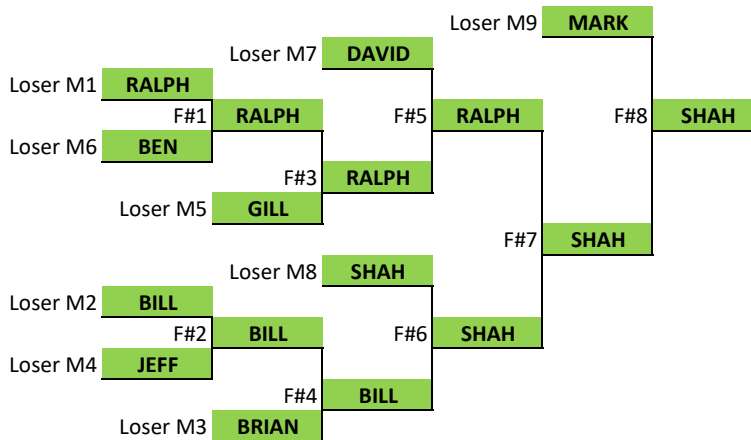 Loser M9 MARK
Loser M7 DAVID
Loser M1 RALPH
F#1 RALPH F#5 RALPH F#8 SHAH
Loser M6 BEN
F#3 RALPH
Loser M5 GILL
F#7 SHAH
Loser M8 SHAH
Loser M2 BILL
F#2 BILL F#6 SHAH
Loser M4 JEFF
F#4 BILL
Loser M3 BRIAN